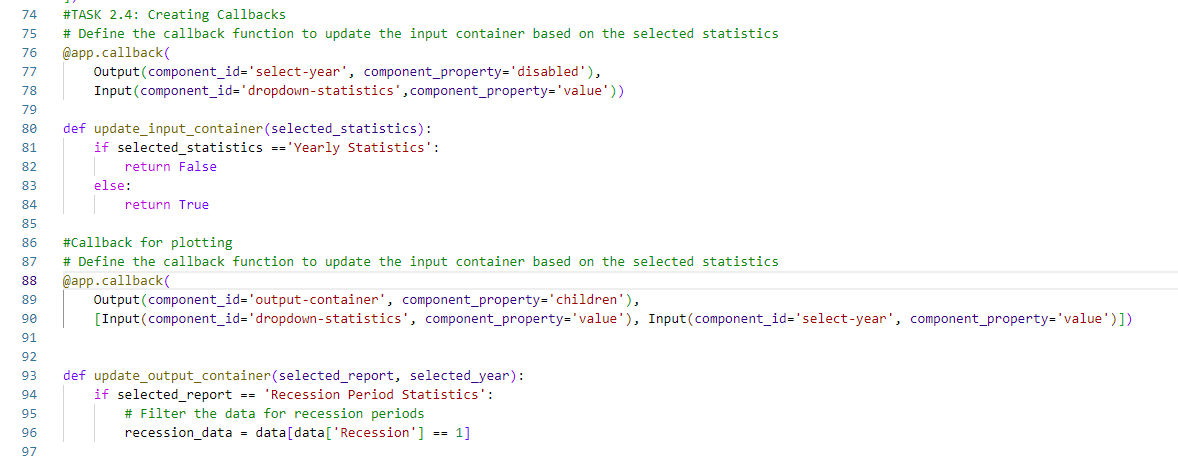 74 #TASK 2.4: Creating Callbacks
75 # Define the callback function to update the input container based on the selected statistics
76 @app.callback(
77     Output(component_id='select-year', component_property='disabled'),
78     Input(component_id='dropdown-statistics',component_property='value'))
79
80 def update_input_container(selected_statistics):
81     if selected_statistics =='Yearly Statistics':
82         return False
83     else:
84         return True
85
86 #Callback for plotting
87 # Define the callback function to update the input container based on the selected statistics
88 @app.callback(
89     Output(component_id='output-container', component_property='children'),
90     [Input(component_id='dropdown-statistics', component_property='value'), Input(component_id='select-year', component_property='value')])
91
92
93 def update_output_container(selected_report, selected_year):
94     if selected_report == 'Recession Period Statistics':
95         # Filter the data for recession periods
96         recession_data = data[data['Recession'] == 1]
97